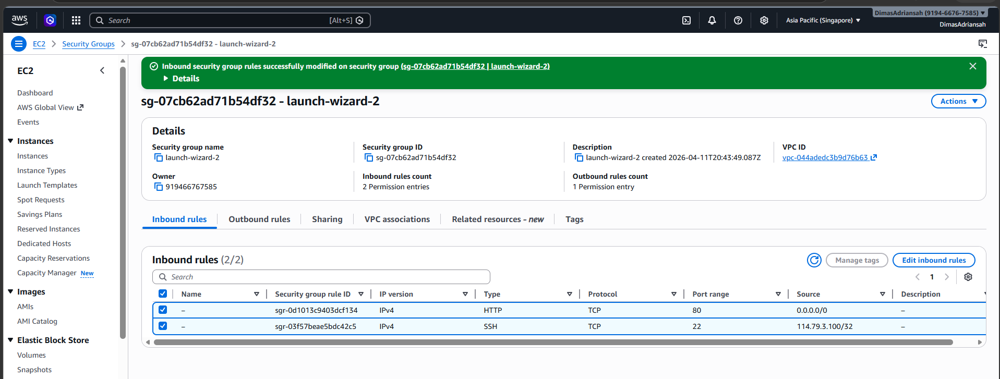 aws
Search
[Alt+S]
Asia Pacific (Singapore)
DimasAdriansah (9194-6676-7585)
DimasAdriansah
EC2
Security Groups
sg-07cb62ad71b54df32 - launch-wizard-2
EC2
Dashboard
AWS Global View
Events
Instances
Instances
Instance Types
Launch Templates
Spot Requests
Savings Plans
Reserved Instances
Dedicated Hosts
Capacity Reservations
Capacity Manager New
Images
AMIs
AMI Catalog
Elastic Block Store
Volumes
Snapshots
Inbound security group rules successfully modified on security group (sg-07cb62ad71b54df32 | launch-wizard-2)
Details
sg-07cb62ad71b54df32 - launch-wizard-2
Actions
Details
Security group name
launch-wizard-2
Security group ID
sg-07cb62ad71b54df32
Description
launch-wizard-2 created 2026-04-11T20:43:49.087Z
VPC ID
vpc-044adedc3b9d76b63
Owner
919466767585
Inbound rules count
2 Permission entries
Outbound rules count
1 Permission entry
Inbound rules Outbound rules Sharing VPC associations Related resources - new Tags
Inbound rules (2/2)
Manage tags
Edit inbound rules
Search
1
Name Security group rule ID IP version Type Protocol Port range Source Description
– sgr-0d1013c9403dcf134 IPv4 HTTP TCP 80 0.0.0.0/0 –
– sgr-03f57beae5bdc42c5 IPv4 SSH TCP 22 114.79.3.100/32 –